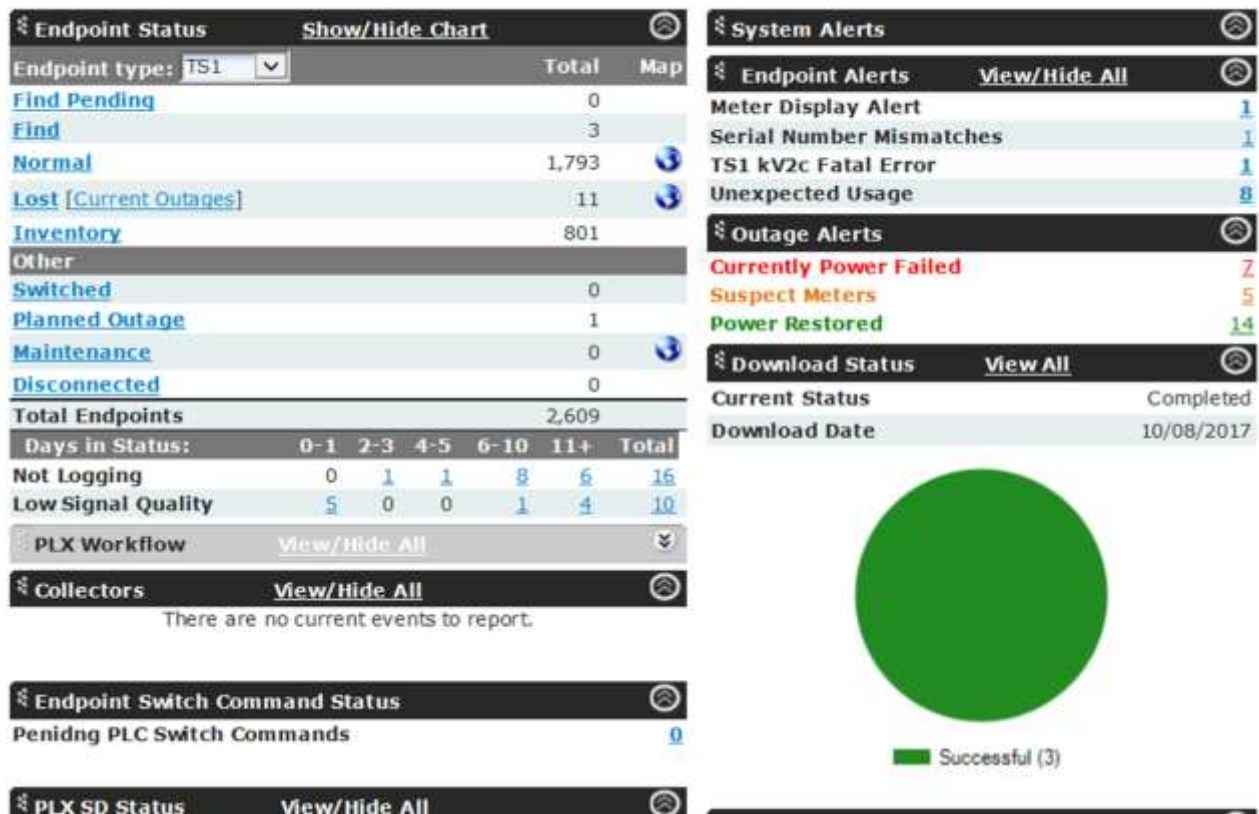 Endpoint Status Show/Hide Chart
Endpoint type: TS1 Total Map
Find Pending 0
Find 3
Normal 1,793
Lost [Current Outages] 11
Inventory 801
Other
Switched 0
Planned Outage 1
Maintenance 0
Disconnected 0
Total Endpoints 2,609
Days in Status: 0-1 2-3 4-5 6-10 11+ Total
Not Logging 0 1 1 8 6 16
Low Signal Quality 5 0 0 1 4 10
PLX Workflow View/Hide All
Collectors View/Hide All
There are no current events to report.
Endpoint Switch Command Status
Penidng PLC Switch Commands 0
PLX SD Status View/Hide All
System Alerts
Endpoint Alerts View/Hide All
Meter Display Alert 1
Serial Number Mismatches 1
TS1 kV2c Fatal Error 1
Unexpected Usage 8
Outage Alerts
Currently Power Failed 7
Suspect Meters 5
Power Restored 14
Download Status View All
Current Status Completed
Download Date 10/08/2017
Successful (3)